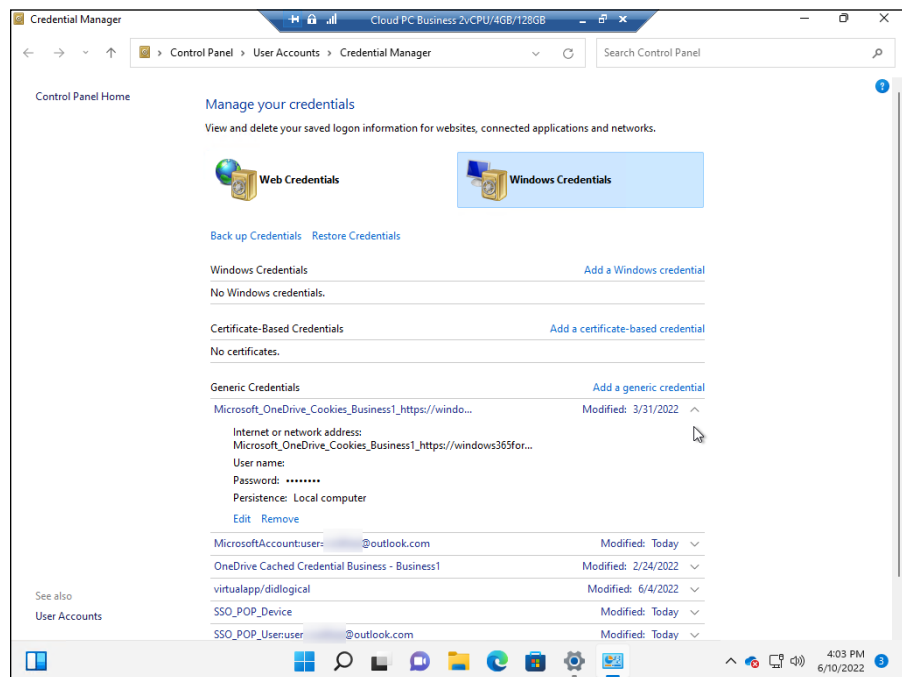 Credential Manager
Cloud PC Business 2vCPU/4GB/128GB
Control Panel > User Accounts > Credential Manager
Search Control Panel
Control Panel Home
Manage your credentials
View and delete your saved logon information for websites, connected applications and networks.
Web Credentials
Windows Credentials
Back up Credentials Restore Credentials
Windows Credentials Add a Windows credential
No Windows credentials.
Certificate-Based Credentials Add a certificate-based credential
No certificates.
Generic Credentials Add a generic credential
Microsoft_OneDrive_Cookies_Business1_https://windo... Modified: 3/31/2022
Internet or network address:
Microsoft_OneDrive_Cookies_Business1_https://windows365for...
User name:
Password: ••••••••
Persistence: Local computer
Edit Remove
MicrosoftAccount:user= @outlook.com Modified: Today
OneDrive Cached Credential Business - Business1 Modified: 2/24/2022
virtualapp/didlogical Modified: 6/4/2022
SSO_POP_Device Modified: Today
SSO_POP_User:user @outlook.com Modified: Today
See also
User Accounts
4:03 PM
6/10/2022
3